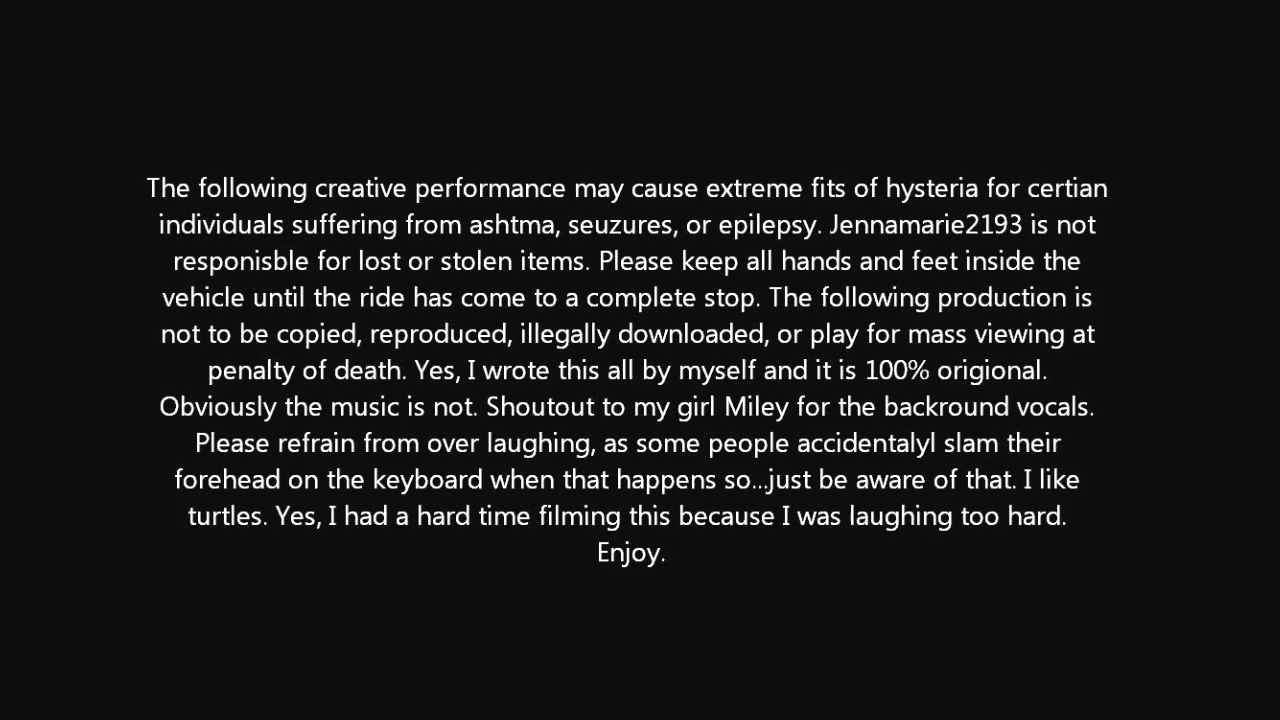 The following creative performance may cause extreme fits of hysteria for certian
individuals suffering from ashtma, seuzures, or epilepsy. Jennamarie2193 is not
responisble for lost or stolen items. Please keep all hands and feet inside the
vehicle until the ride has come to a complete stop. The following production is
not to be copied, reproduced, illegally downloaded, or play for mass viewing at
penalty of death. Yes, I wrote this all by myself and it is 100% origional.
Obviously the music is not. Shoutout to my girl Miley for the backround vocals.
Please refrain from over laughing, as some people accidentalyl slam their
forehead on the keyboard when that happens so...just be aware of that. I like
turtles. Yes, I had a hard time filming this because I was laughing too hard.
Enjoy.